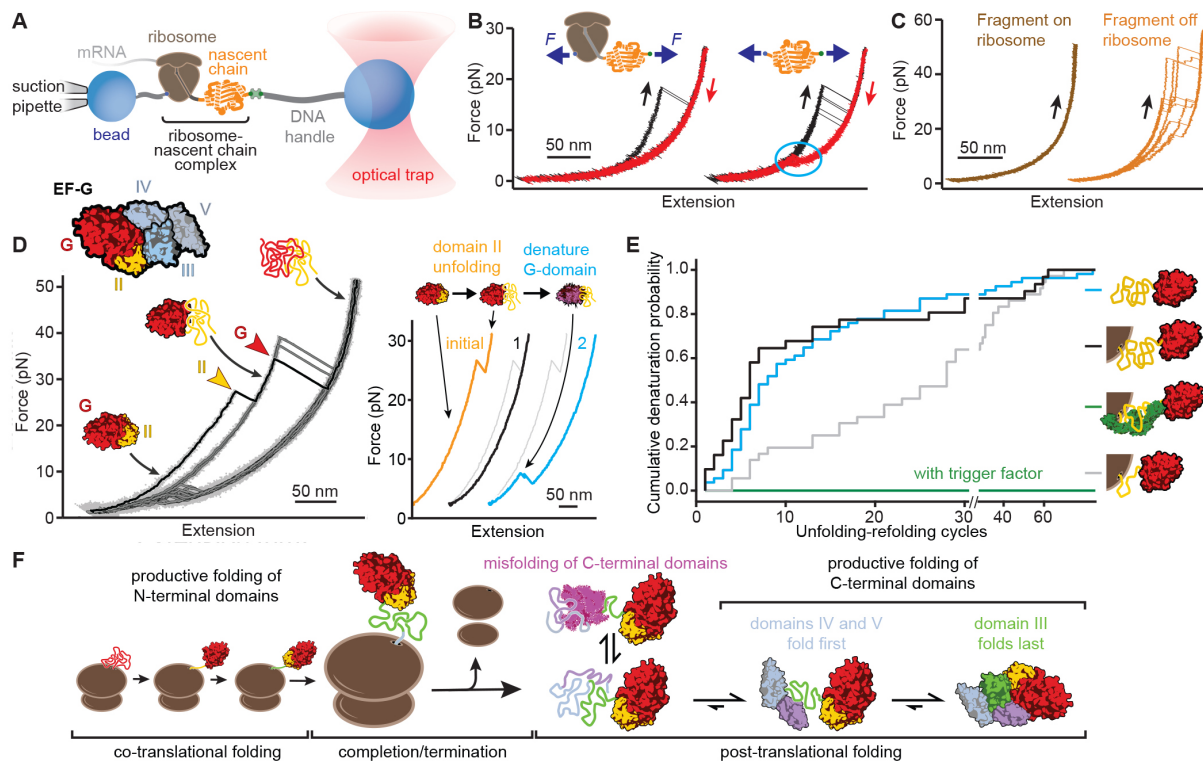 A
mRNA
ribosome
nascent
chain
suction
pipette
bead
ribosome-
nascent chain
complex
DNA
handle
optical trap
B
F
F
Force (pN)
30
20
10
0
50 nm
Extension
C
Fragment on
ribosome
Fragment off
ribosome
Force (pN)
60
40
20
0
50 nm
Extension
D
EF-G
IV
V
G
II
III
G
II
G
II
Force (pN)
50
40
30
20
10
0
50 nm
Extension
domain II
unfolding
denature
G-domain
initial
1
2
Force (pN)
30
20
10
0
50 nm
Extension
E
Cumulative denaturation probability
1.0
0.8
0.6
0.4
0.2
0.0
with trigger factor
0
10
20
30
40
60
Unfolding-refolding cycles
F
productive folding of
N-terminal domains
misfolding of C-terminal domains
productive folding of
C-terminal domains
domains IV and V
fold first
domain III
folds last
co-translational folding
completion/termination
post-translational folding